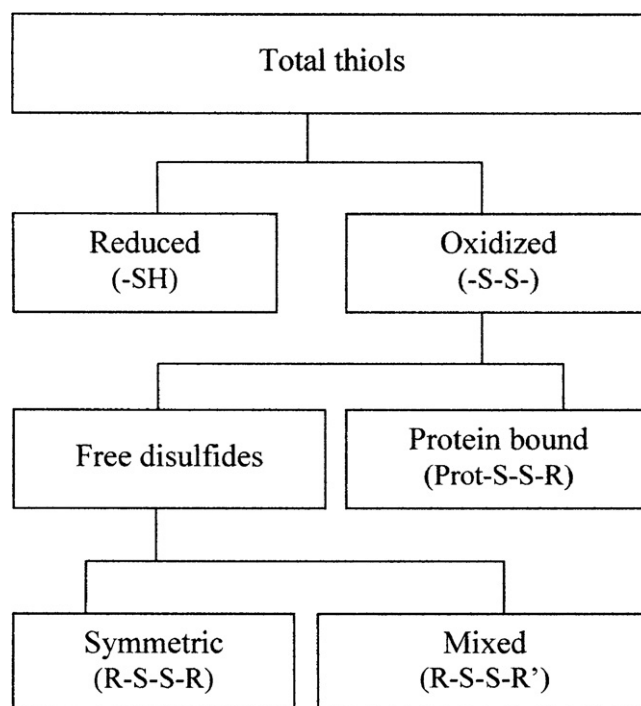 Total thiols
Reduced
(-SH)
Oxidized
(-S-S-)
Free disulfides
Protein bound
(Prot-S-S-R)
Symmetric
(R-S-S-R)
Mixed
(R-S-S-R’)